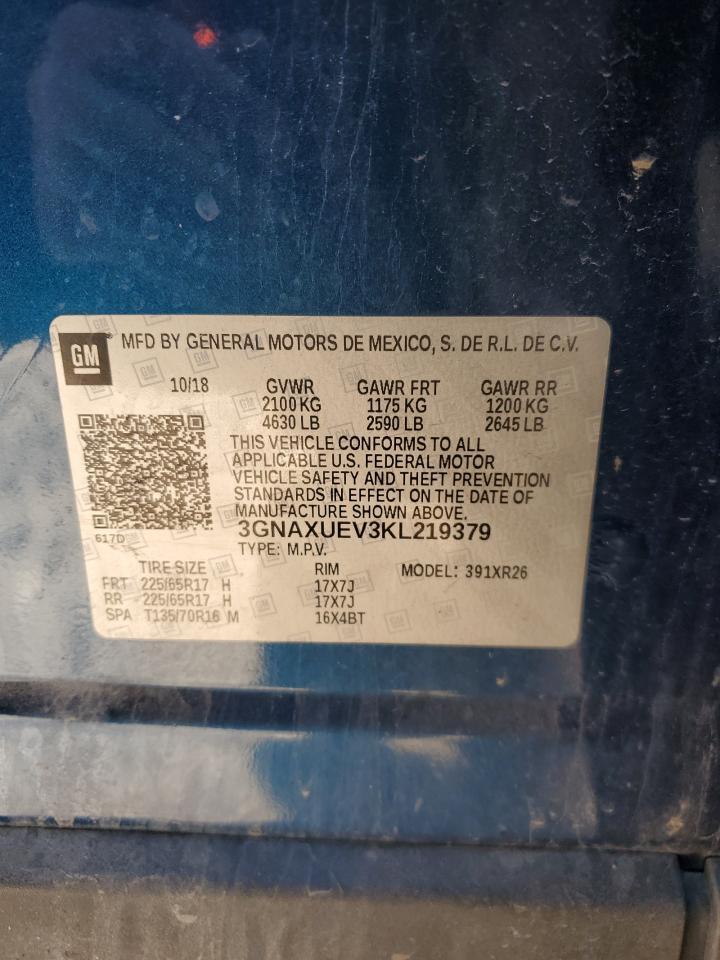 GM MFD BY GENERAL MOTORS DE MEXICO, S. DE R.L. DE C.V.
10/18 GVWR GAWR FRT GAWR RR
2100 KG 1175 KG 1200 KG
4630 LB 2590 LB 2645 LB
THIS VEHICLE CONFORMS TO ALL
APPLICABLE U.S. FEDERAL MOTOR
VEHICLE SAFETY AND THEFT PREVENTION
STANDARDS IN EFFECT ON THE DATE OF
MANUFACTURE SHOWN ABOVE.
617D 3GNAXUEV3KL219379
TYPE: M.P.V.
TIRE SIZE RIM MODEL: 391XR26
FRT 225/65R17 H 17X7J
RR 225/65R17 H 17X7J
SPA T135/70R16 M 16X4BT